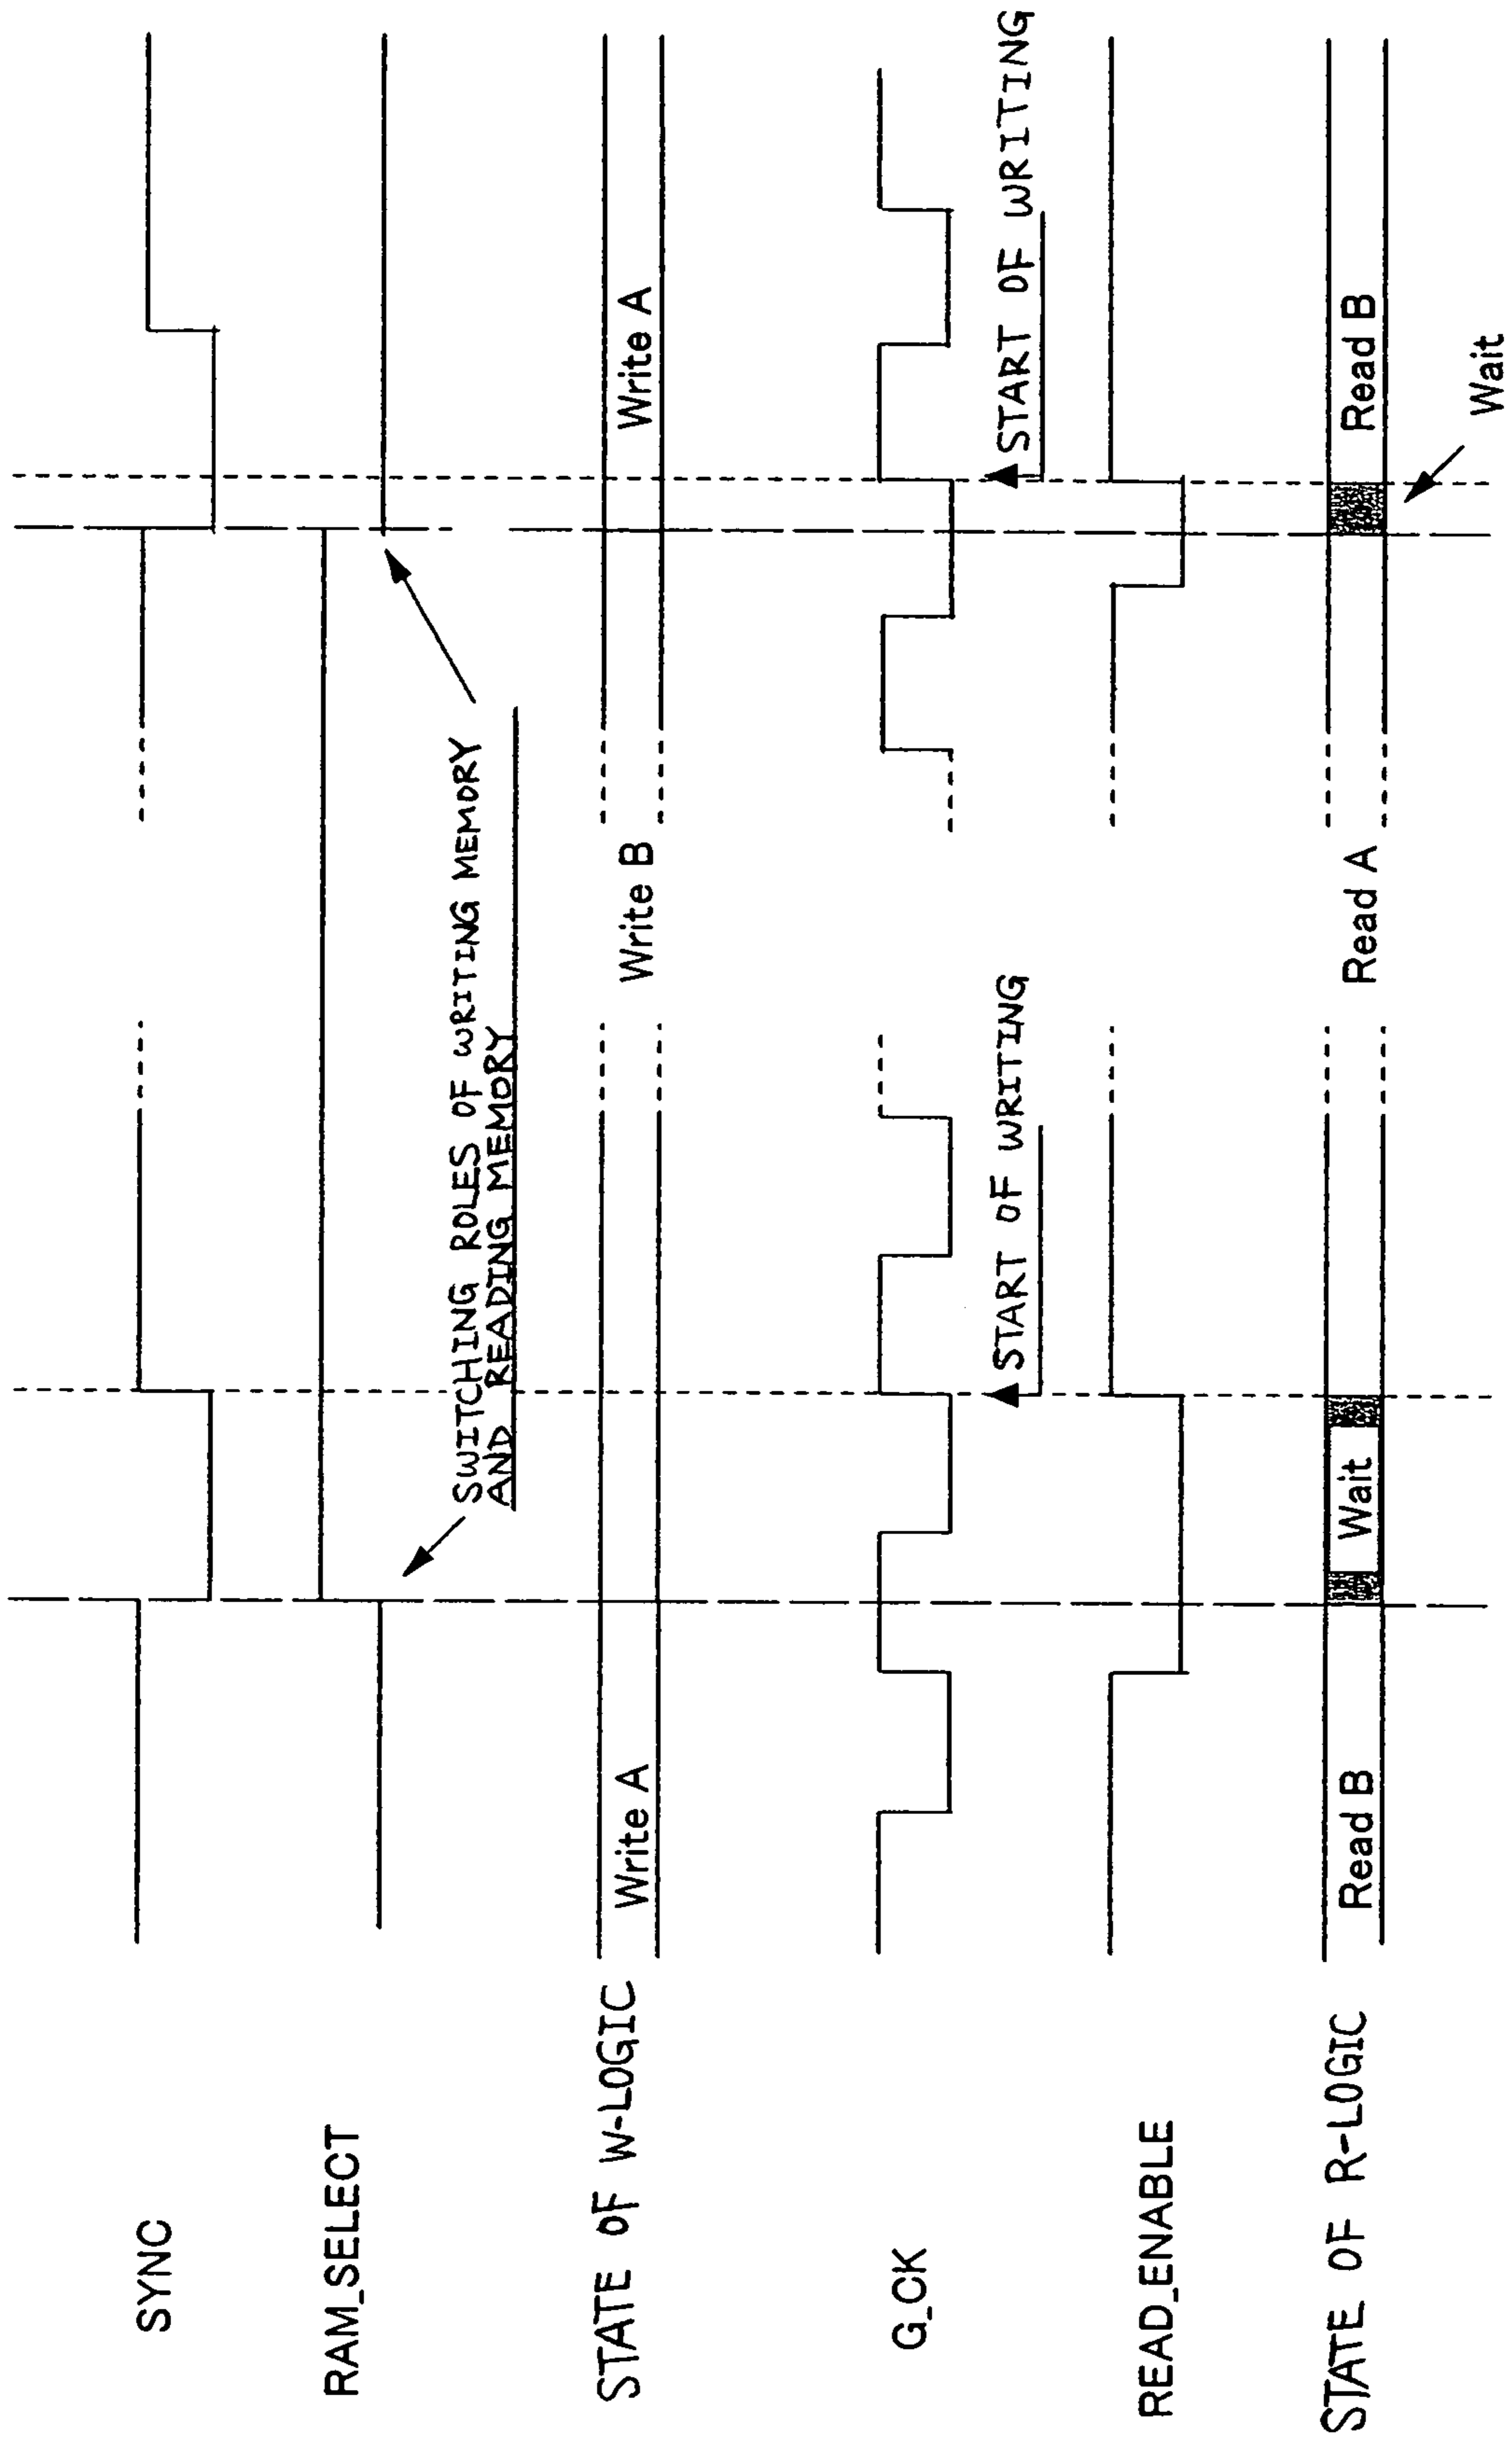 SYNC
RAM_SELECT
SWITCHING ROLES OF WRITING MEMORY
AND READING MEMORY
STATE OF W-LOGIC
Write A
Write B
Write A
G_CK
START OF WRITING
START OF WRITING
READ_ENABLE
STATE OF R-LOGIC
Read B
Wait
Read A
Read B
Wait